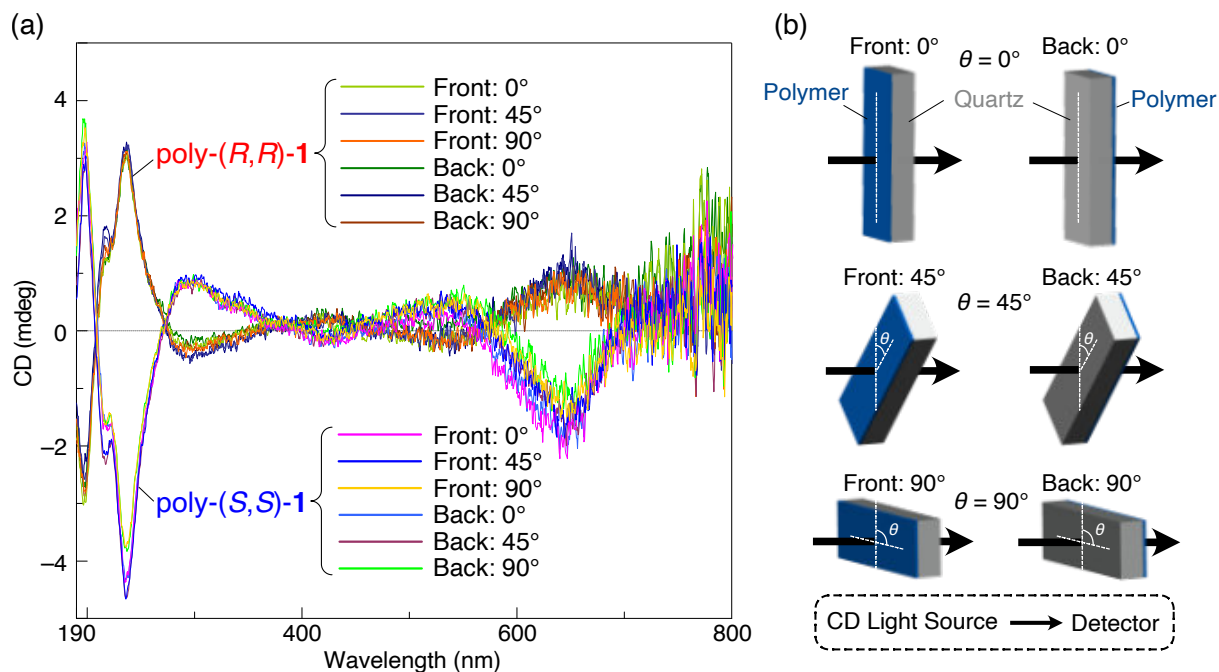 (a)
CD (mdeg)
4
2
0
−2
−4
190
400
600
800
Wavelength (nm)
poly-(R,R)-1
Front: 0°
Front: 45°
Front: 90°
Back: 0°
Back: 45°
Back: 90°
poly-(S,S)-1
Front: 0°
Front: 45°
Front: 90°
Back: 0°
Back: 45°
Back: 90°
(b)
Front: 0°
θ = 0°
Back: 0°
Polymer
Quartz
Polymer
Front: 45°
θ = 45°
Back: 45°
θ
θ
Front: 90°
θ = 90°
Back: 90°
θ
θ
CD Light Source
Detector